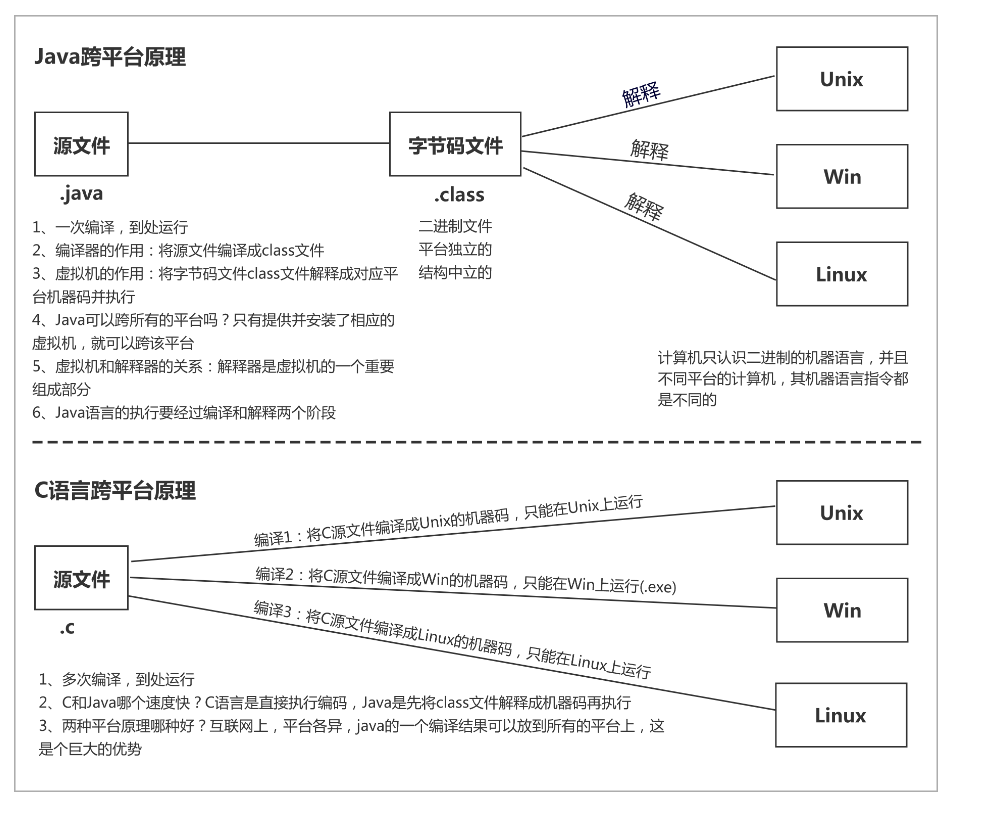 Java跨平台原理
源文件
.java
字节码文件
.class
二进制文件
平台独立的
结构中立的
解释
解释
解释
Unix
Win
Linux
1、一次编译，到处运行
2、编译器的作用：将源文件编译成class文件
3、虚拟机的作用：将字节码文件class文件解释成对应平
台机器码并执行
4、Java可以跨所有的平台吗？只有提供并安装了相应的
虚拟机，就可以跨该平台
5、虚拟机和解释器的关系：解释器是虚拟机的一个重要
组成部分
6、Java语言的执行要经过编译和解释两个阶段
计算机只认识二进制的机器语言，并且
不同平台的计算机，其机器语言指令都
是不同的
C语言跨平台原理
源文件
.c
编译1：将C源文件编译成Unix的机器码，只能在Unix上运行
编译2：将C源文件编译成Win的机器码，只能在Win上运行(.exe)
编译3：将C源文件编译成Linux的机器码，只能在Linux上运行
Unix
Win
Linux
1、多次编译，到处运行
2、C和Java哪个速度快？C语言是直接执行编码，Java是先将class文件解释成机器码再执行
3、两种平台原理哪种好？互联网上，平台各异，java的一个编译结果可以放到所有的平台上，这
是个巨大的优势